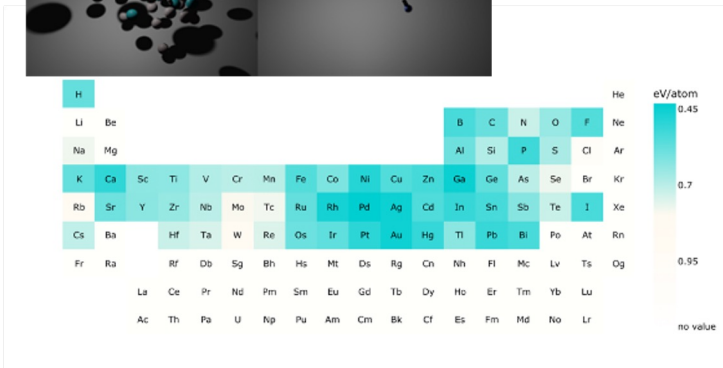 H He eV/atom
0.45
Li Be B C N O F Ne
Na Mg Al Si P S Cl Ar
K Ca Sc Ti V Cr Mn Fe Co Ni Cu Zn Ga Ge As Se Br Kr 0.7
Rb Sr Y Zr Nb Mo Tc Ru Rh Pd Ag Cd In Sn Sb Te I Xe
Cs Ba Hf Ta W Re Os Ir Pt Au Hg Tl Pb Bi Po At Rn
Fr Ra Rf Db Sg Bh Hs Mt Ds Rg Cn Nh Fl Mc Lv Ts Og 0.95
La Ce Pr Nd Pm Sm Eu Gd Tb Dy Ho Er Tm Yb Lu
Ac Th Pa U Np Pu Am Cm Bk Cf Es Fm Md No Lr
no value